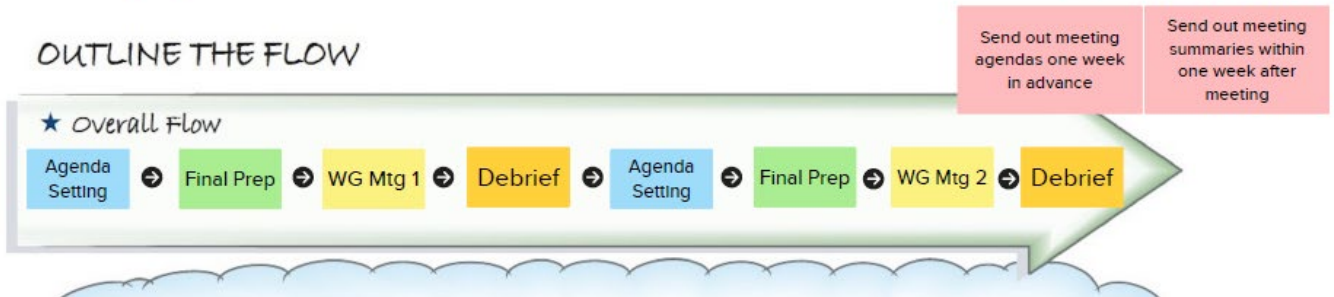 OUTLINE THE FLOW
Send out meeting
agendas one week
in advance
Send out meeting
summaries within
one week after
meeting
★ Overall Flow
Agenda
Setting
Final Prep
WG Mtg 1
Debrief
Agenda
Setting
Final Prep
WG Mtg 2
Debrief